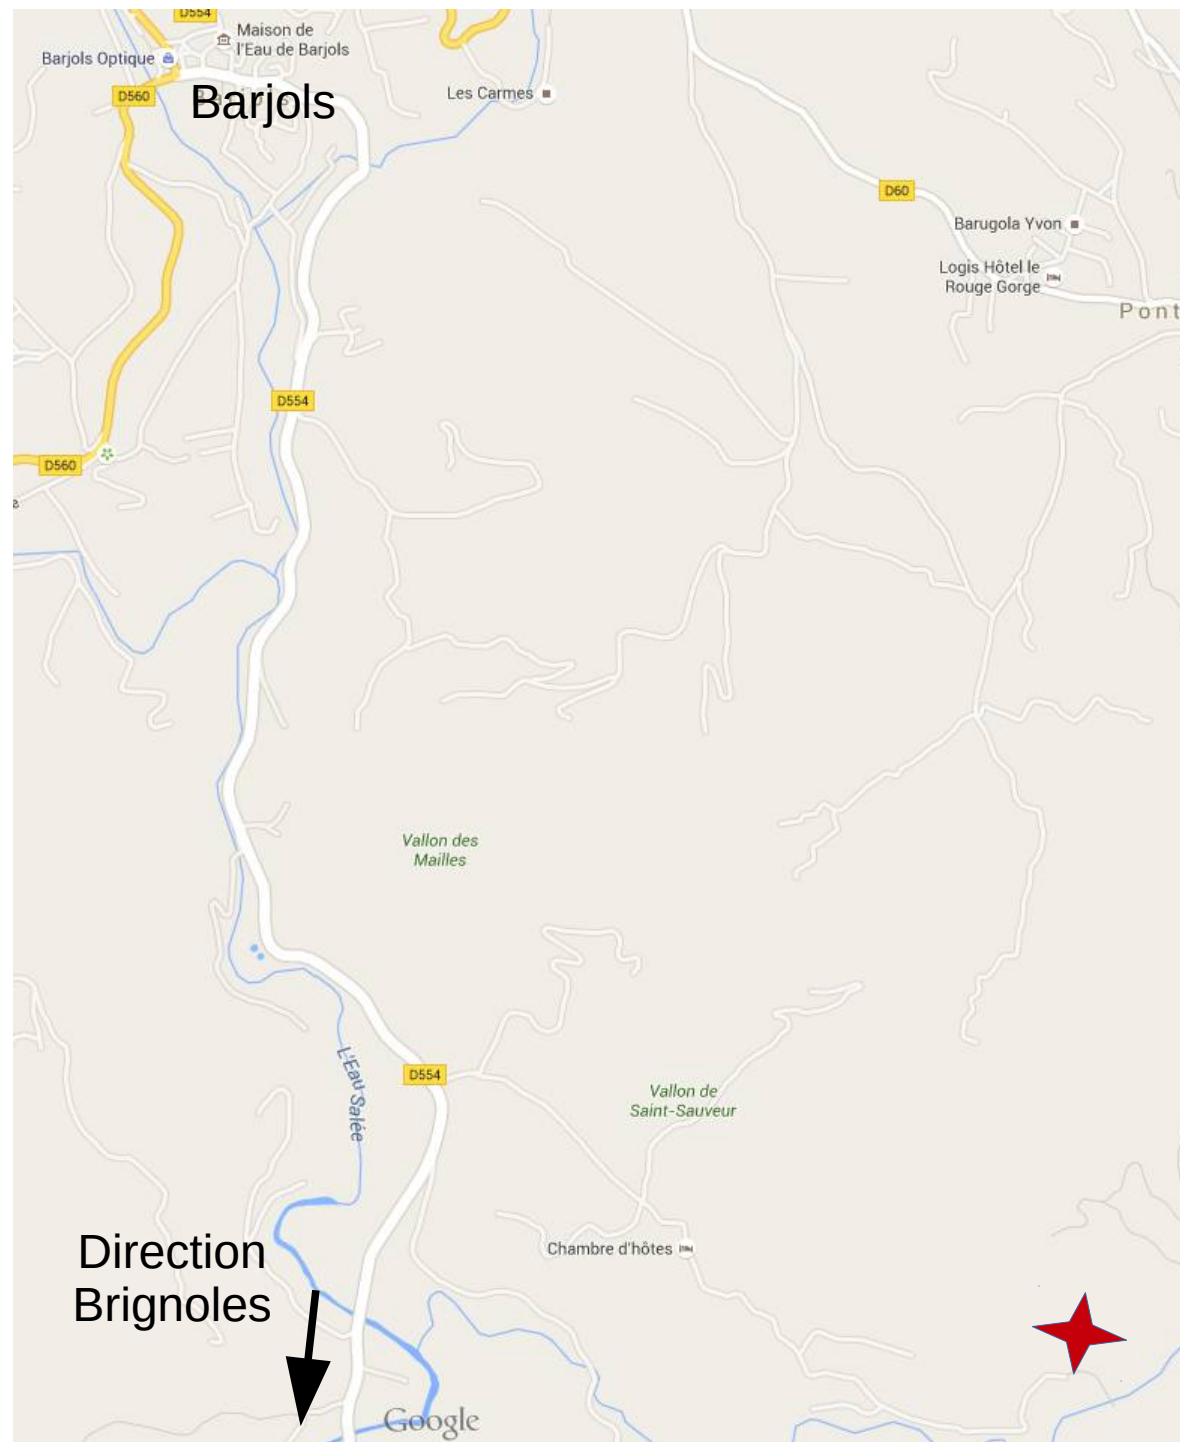 D554
Maison de
l'Eau de Barjols
Barjols Optique
D560
Barjols
Les Carmes
D60
Barugola Yvon
Logis Hôtel le
Rouge Gorge
Pont
D554
D560
e
Vallon des
Mailles
L'Eau Salée
D554
Vallon de
Saint-Sauveur
Direction
Brignoles
Chambre d'hôtes
Google